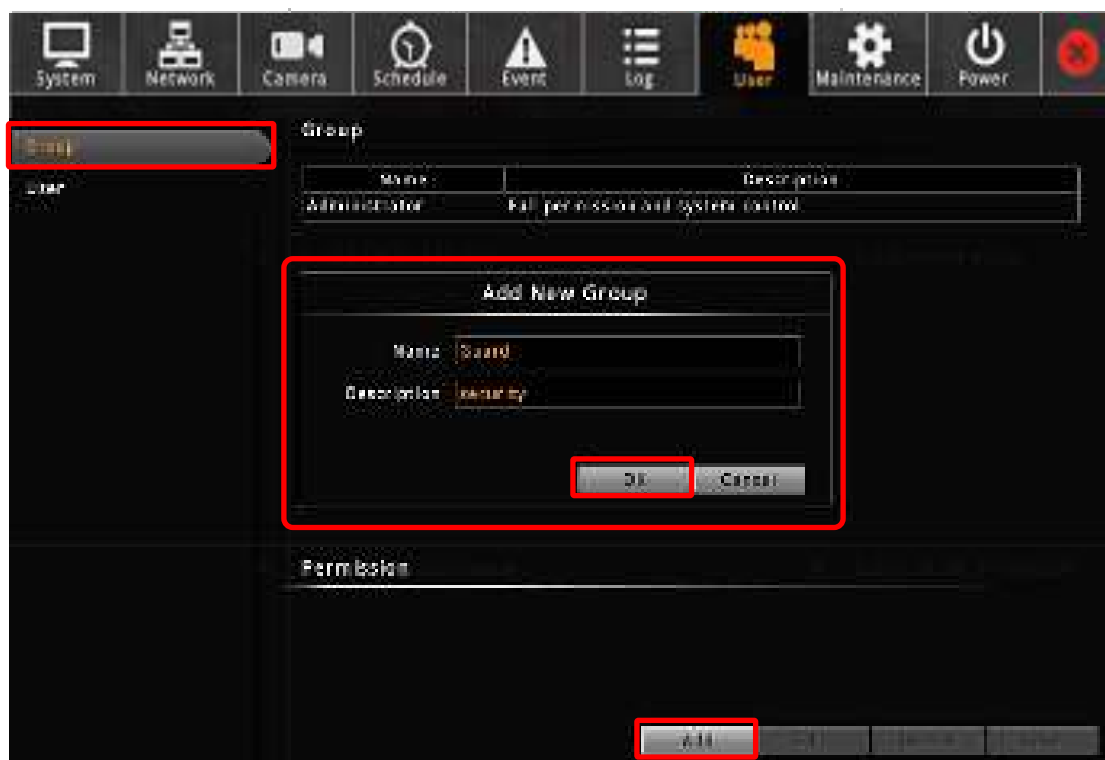 System Network Camera Schedule Event Log User Maintenance Power
Group
Group
User
Name Description
Administrator Full permission and system control
Add New Group
Name Guard
Description security
OK Cancel
Permission
Add